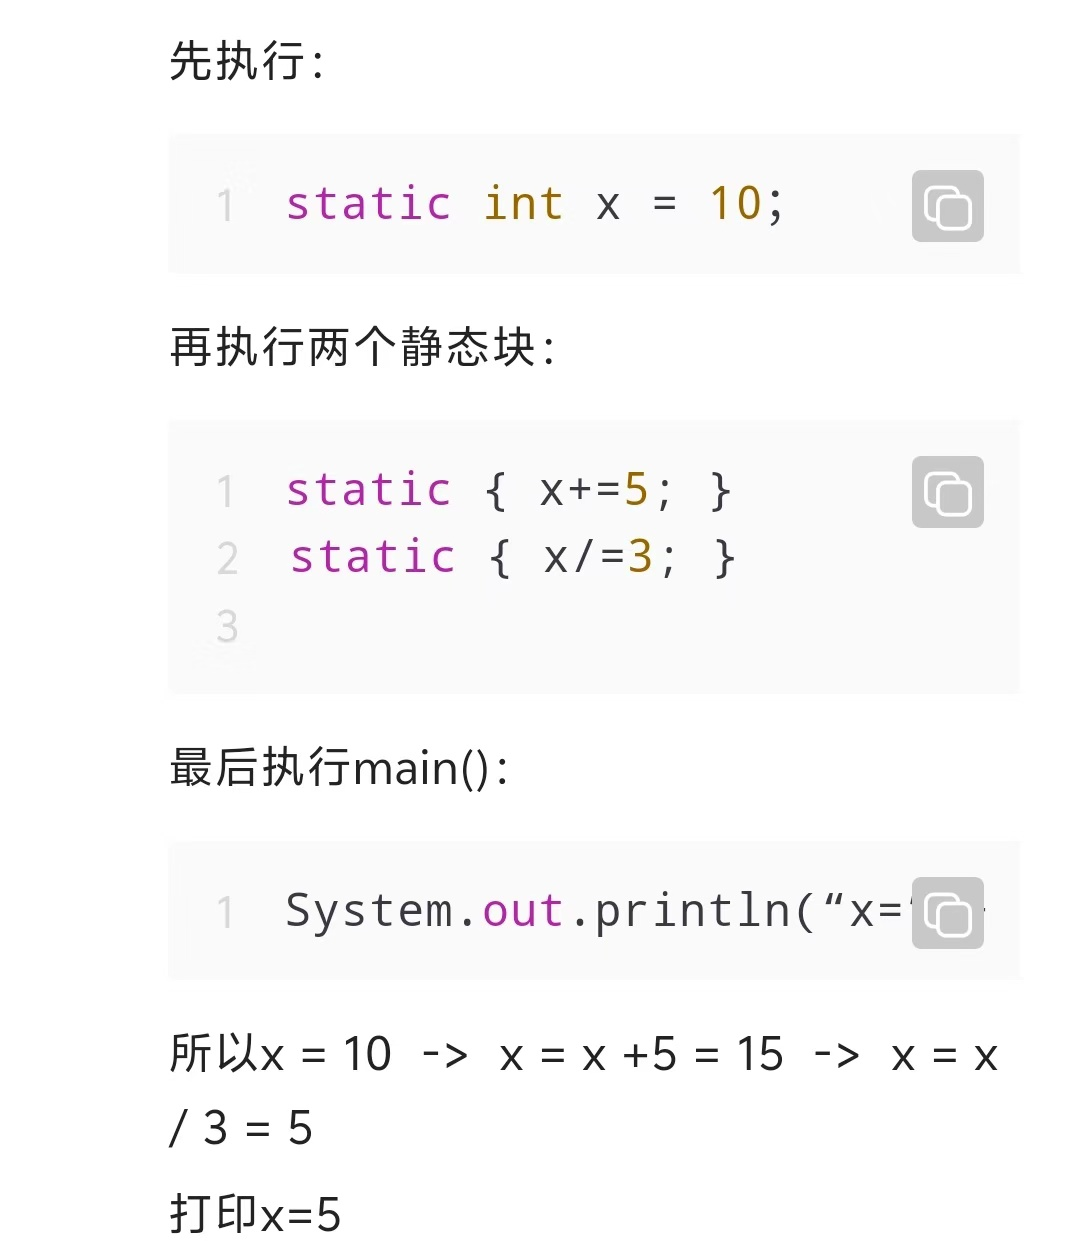 先执行：
1 static int x = 10;
再执行两个静态块：
1 static { x+=5; }
2 static { x/=3; }
3
最后执行main()：
1 System.out.println(“x=
所以x = 10 -> x = x +5 = 15 -> x = x
/ 3 = 5
打印x=5